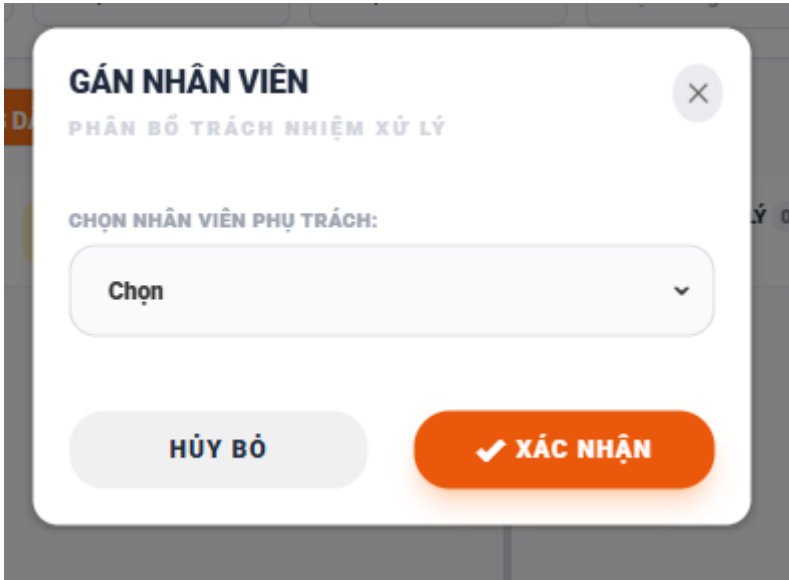 GÁN NHÂN VIÊN
PHÂN BỔ TRÁCH NHIỆM XỬ LÝ
CHỌN NHÂN VIÊN PHỤ TRÁCH:
LÝ
Chọn
HỦY BỎ
XÁC NHẬN